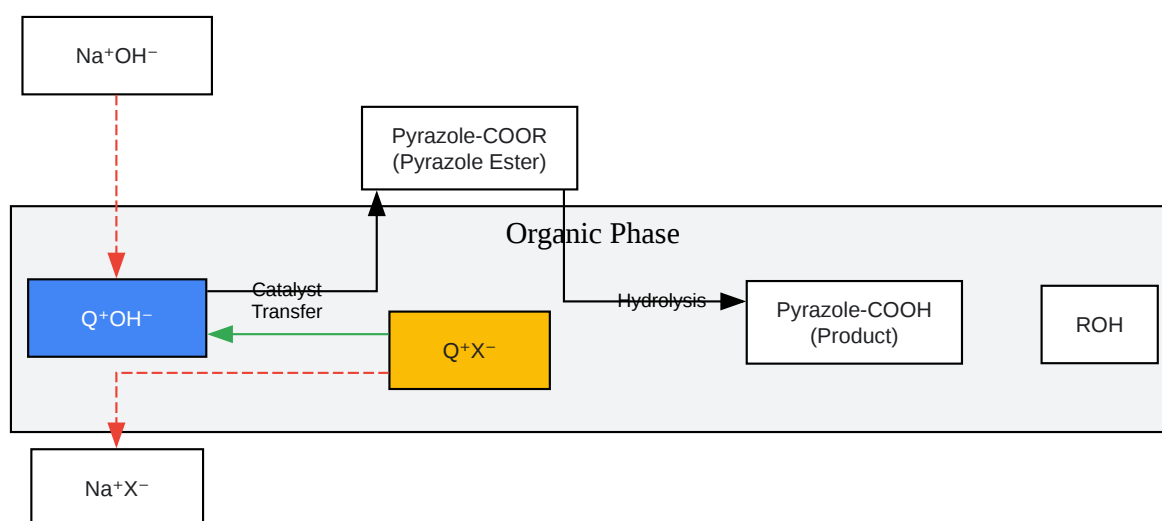 Na⁺OH⁻
Pyrazole-COOR
(Pyrazole Ester)
Organic Phase
Catalyst
Transfer
Q⁺OH⁻
Hydrolysis
Pyrazole-COOH
(Product)
ROH
Q⁺X⁻
Na⁺X⁻